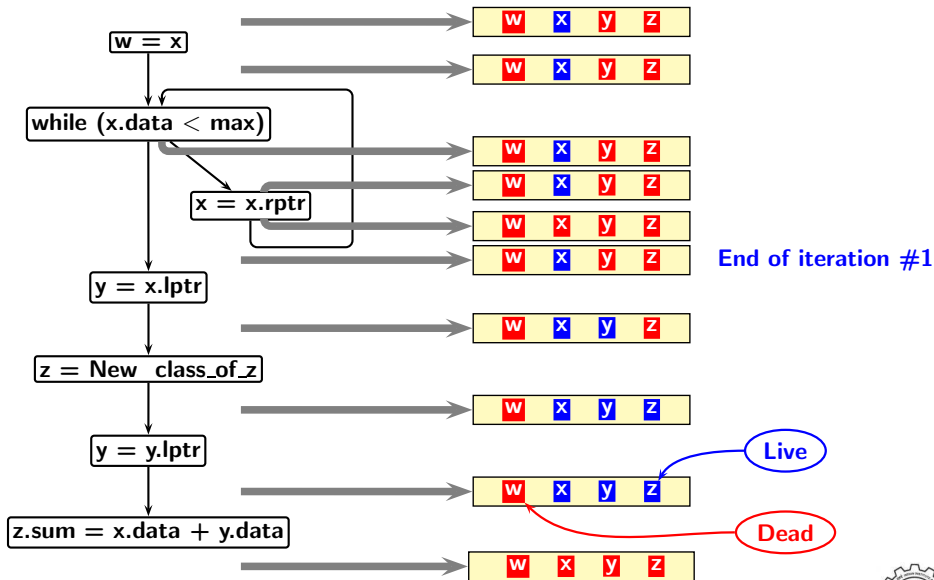 w x y z
w = x
w x y z
while (x.data < max)
w x y z
w x y z
x = x.rptr
w x y z
w x y z End of iteration #1
y = x.lptr
w x y z
z = New class_of_z
w x y z
y = y.lptr
Live
w x y z
z.sum = x.data + y.data
Dead
w x y z